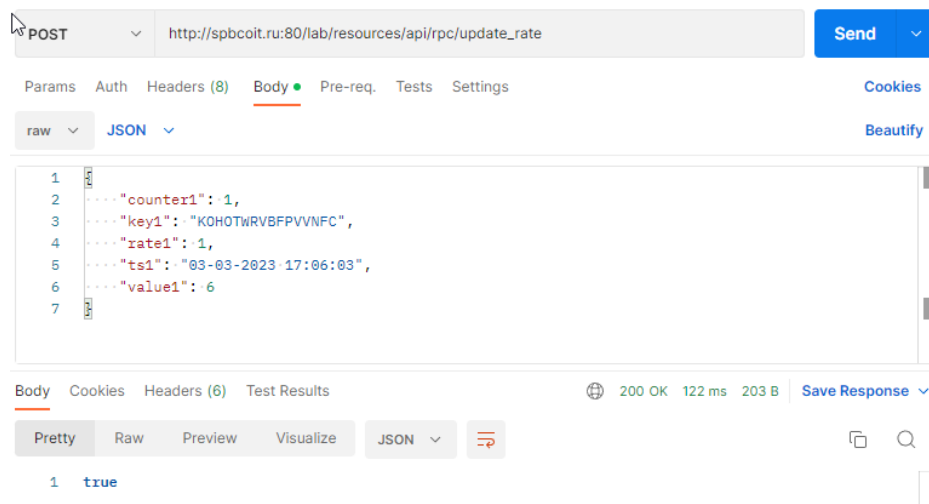 POST http://spbcoit.ru:80/lab/resources/api/rpc/update_rate Send
Params Auth Headers (8) Body Pre-req. Tests Settings Cookies
raw JSON Beautify
1 {
2 "counter1": 1,
3 "key1": "KOHOTWRVBFPVVNFC",
4 "rate1": 1,
5 "ts1": "03-03-2023 17:06:03",
6 "value1": 6
7 }
Body Cookies Headers (6) Test Results 200 OK 122 ms 203 B Save Response
Pretty Raw Preview Visualize JSON
1 true